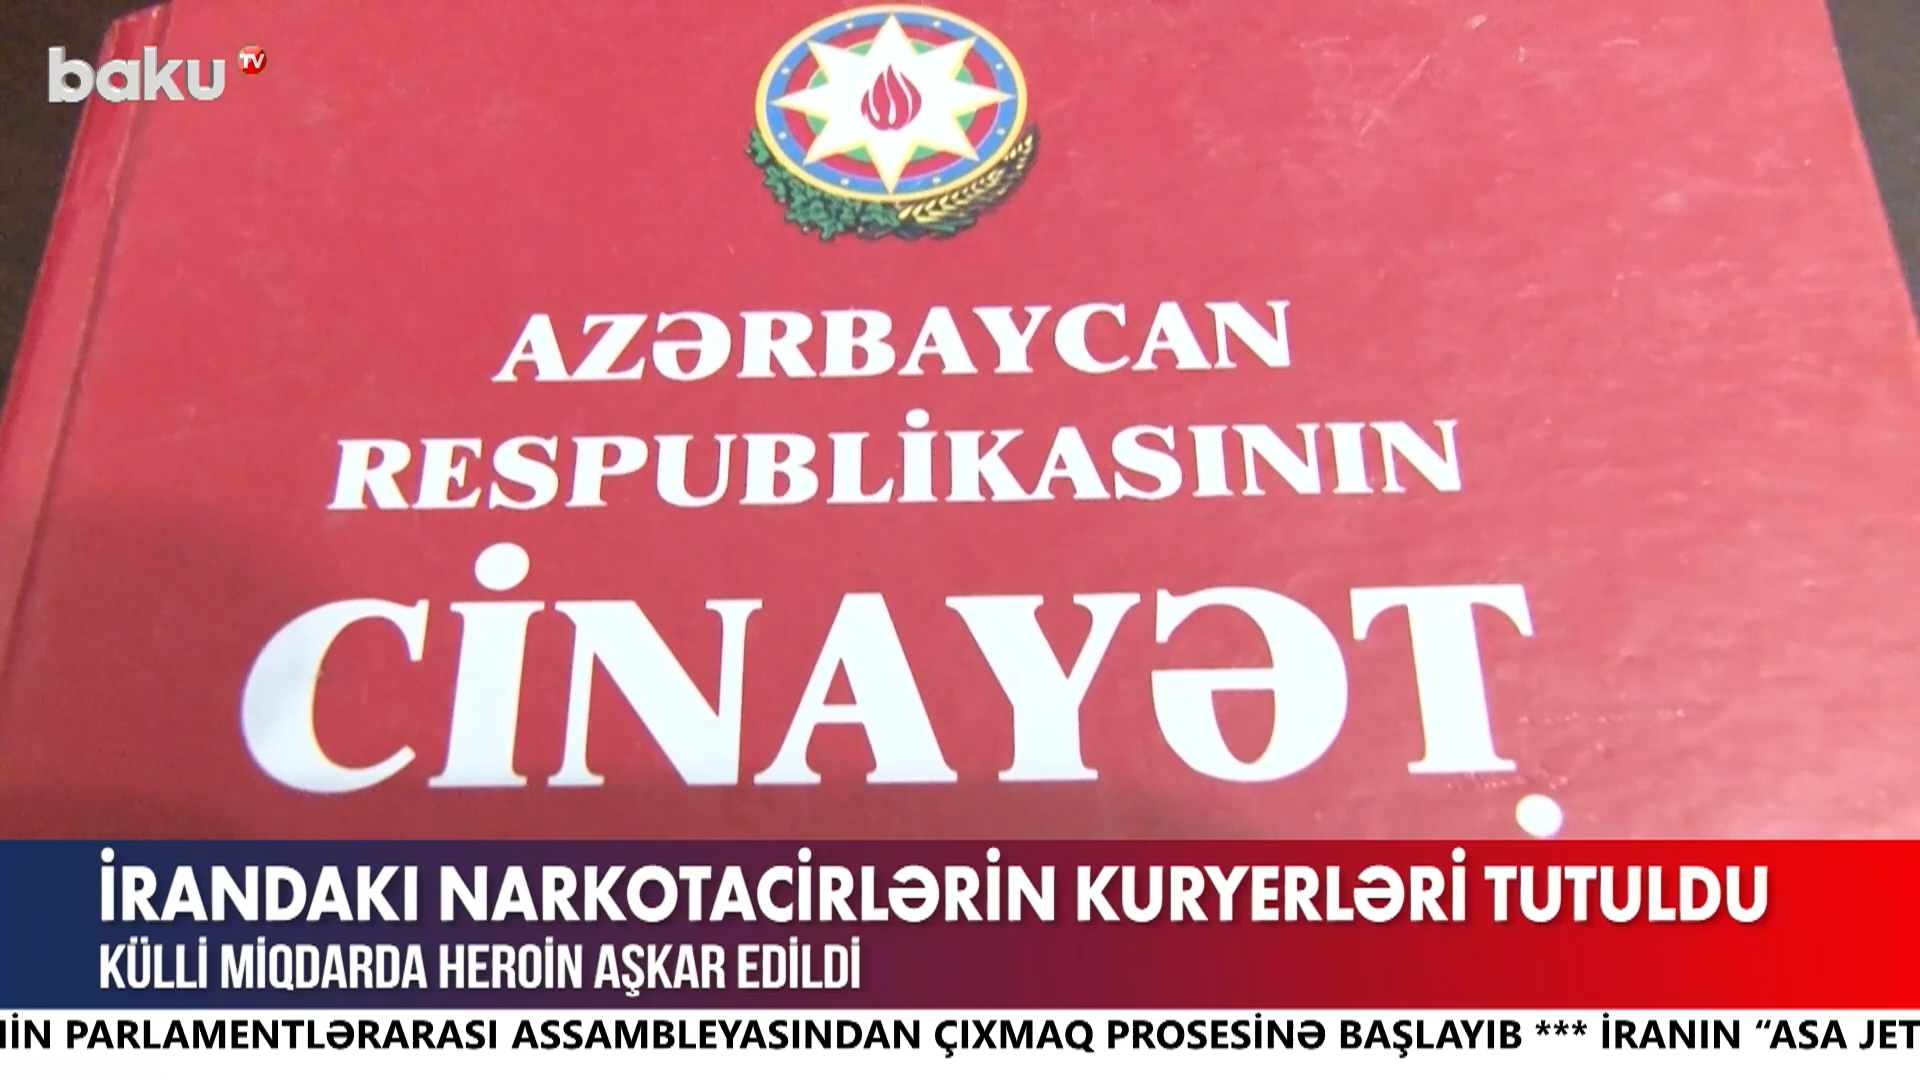 baku TV
AZƏRBAYCAN
RESPUBLİKASININ
CİNAYƏT
İRANDAKI NARKOTACİRLƏRİN KURYERLƏRİ TUTULDU
KÜLLİ MİQDARDA HEROİN AŞKAR EDİLDİ
PARLAMENTLƏRARASI ASSAMBLEYASINDAN ÇIXMAQ PROSESİNƏ BAŞLAYIB *** İRANIN “ASA JET